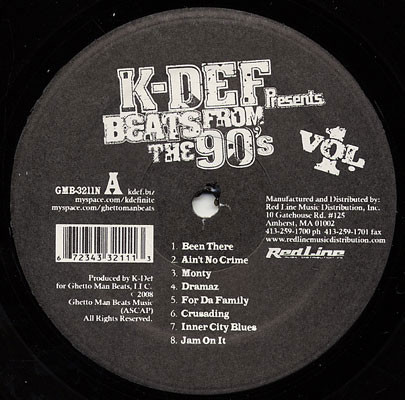 K-DEF Presents
BEATS FROM
THE 90's
VOL. 1
GMB-3211N A kdef.biz
myspace.com/kdefinite
myspace.com/ghettomanbeats
6 72343 32111 3
Produced by K-Def
for Ghetto Man Beats, LLC.
© 2008
Ghetto Man Beats Music
(ASCAP)
All Rights Reserved.
1. Been There
2. Ain't No Crime
3. Monty
4. Dramaz
5. For Da Family
6. Crusading
7. Inner City Blues
8. Jam On It
Manufactured and Distributed by:
Red Line Music Distribution, Inc.
10 Gatehouse Rd. #125
Amherst, MA 01002
413-259-1700 ph 413-259-1701 fax
www.redlinemusicdistribution.com
RedLine